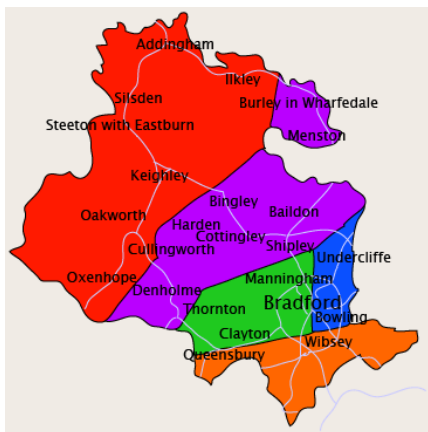 Addingham
Ilkley
Silsden
Burley in Wharfedale
Steeton with Eastburn
Menston
Keighley
Bingley
Oakworth
Baildon
Harden
Cottingley
Cullingworth
Shipley
Undercliffe
Oxenhope
Manningham
Denholme
Bradford
Thornton
Bowling
Clayton
Wibsey
Queensbury